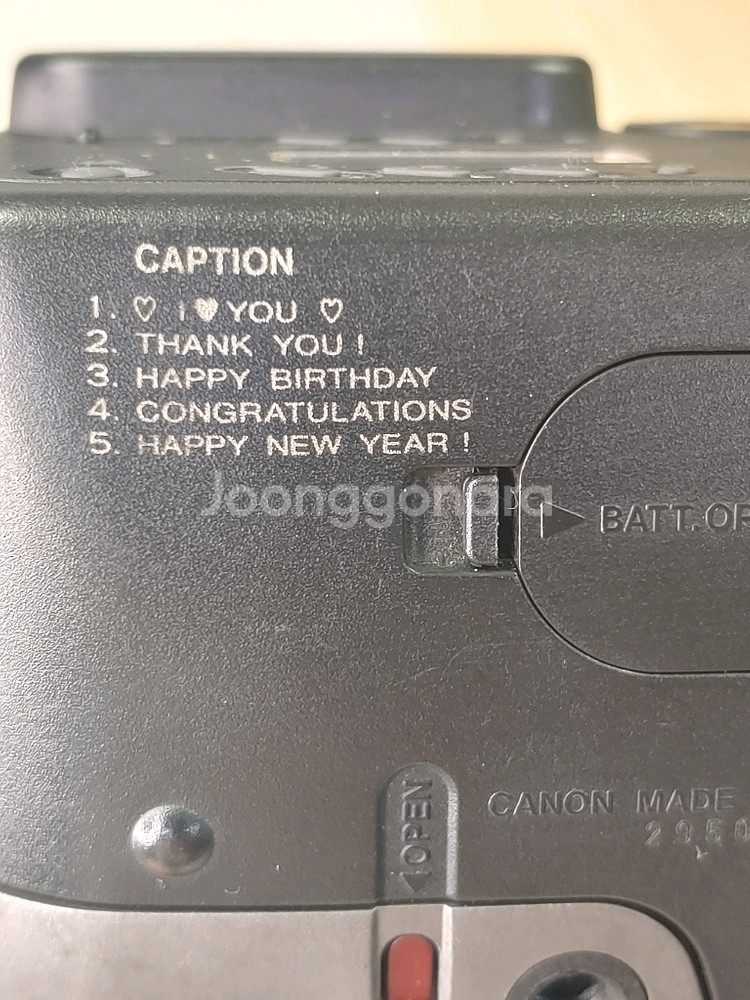 CAPTION
1. ♡ I ♥ YOU ♡
2. THANK YOU !
3. HAPPY BIRTHDAY
4. CONGRATULATIONS
5. HAPPY NEW YEAR !
Joonggonara
BATT. OP
OPEN
CANON MADE